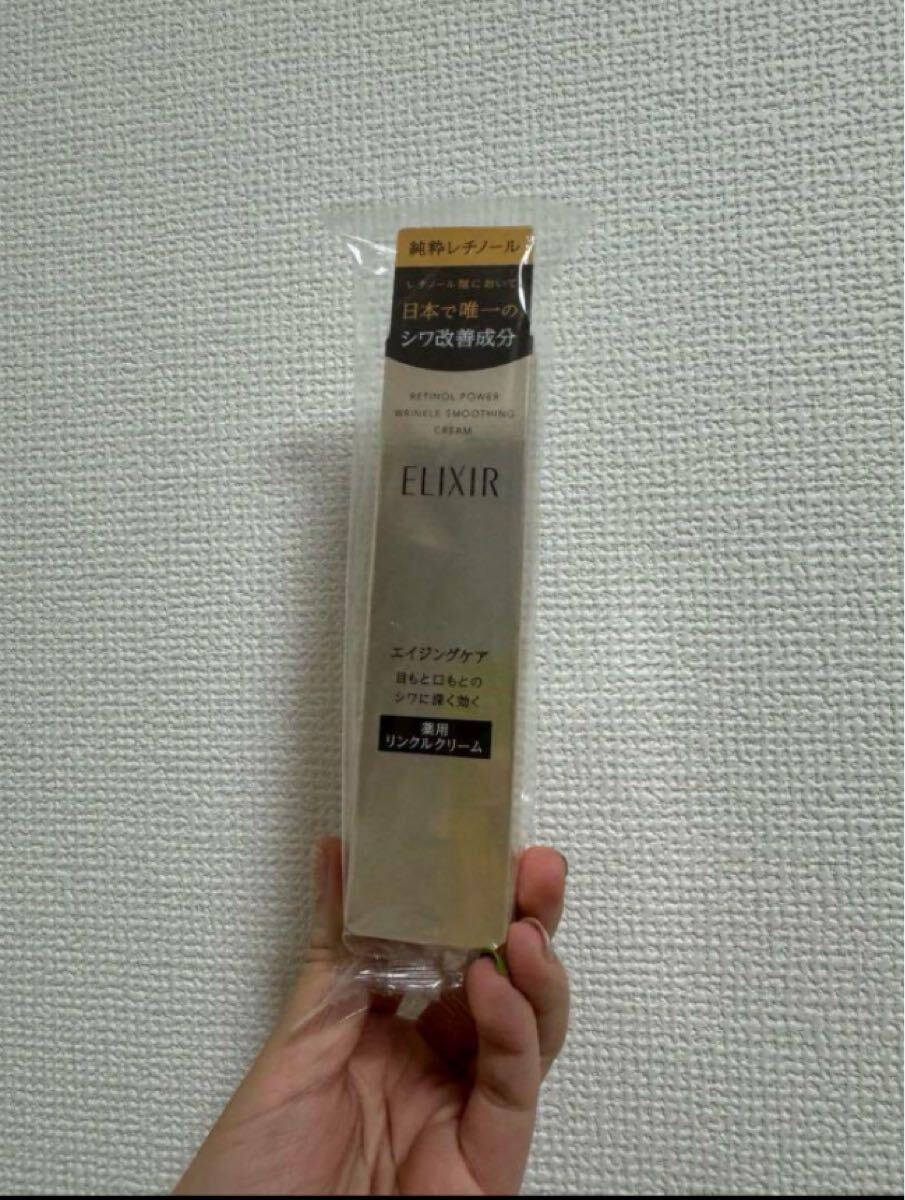 純粋レチノール
レチノール類において
日本で唯一の
シワ改善成分
RETINOL POWER
WRINKLE SMOOTHING
CREAM
ELIXIR
エイジングケア
目もと口もとの
シワに深く効く
薬用
リンクルクリーム